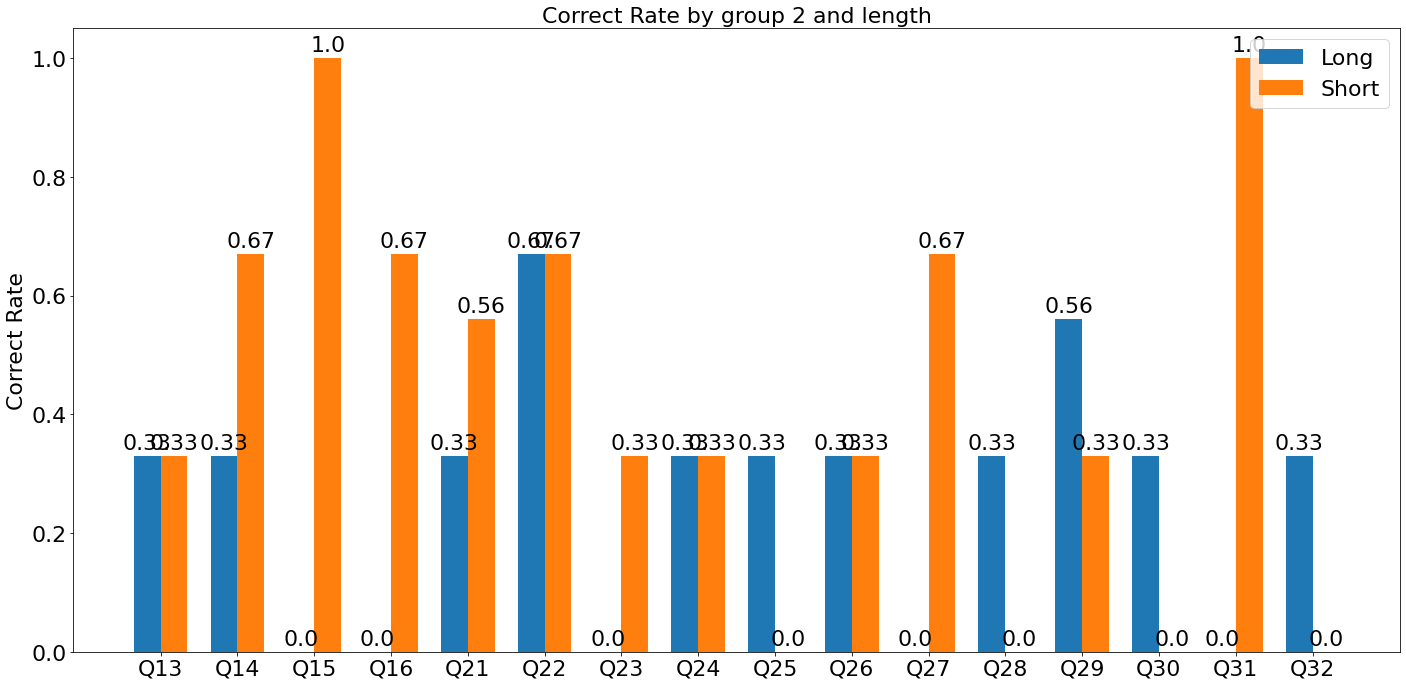 Correct Rate by group 2 and length
Correct Rate
1.0
0.8
0.6
0.4
0.2
0.0
Long
Short
0.33 0.33 0.33 0.67 0.0 1.0 0.0 0.67 0.33 0.56 0.67 0.67 0.0 0.33 0.33 0.33 0.33 0.0 0.33 0.33 0.0 0.67 0.33 0.0 0.56 0.33 0.33 0.0 0.0 1.0 0.33 0.0
Q13 Q14 Q15 Q16 Q21 Q22 Q23 Q24 Q25 Q26 Q27 Q28 Q29 Q30 Q31 Q32